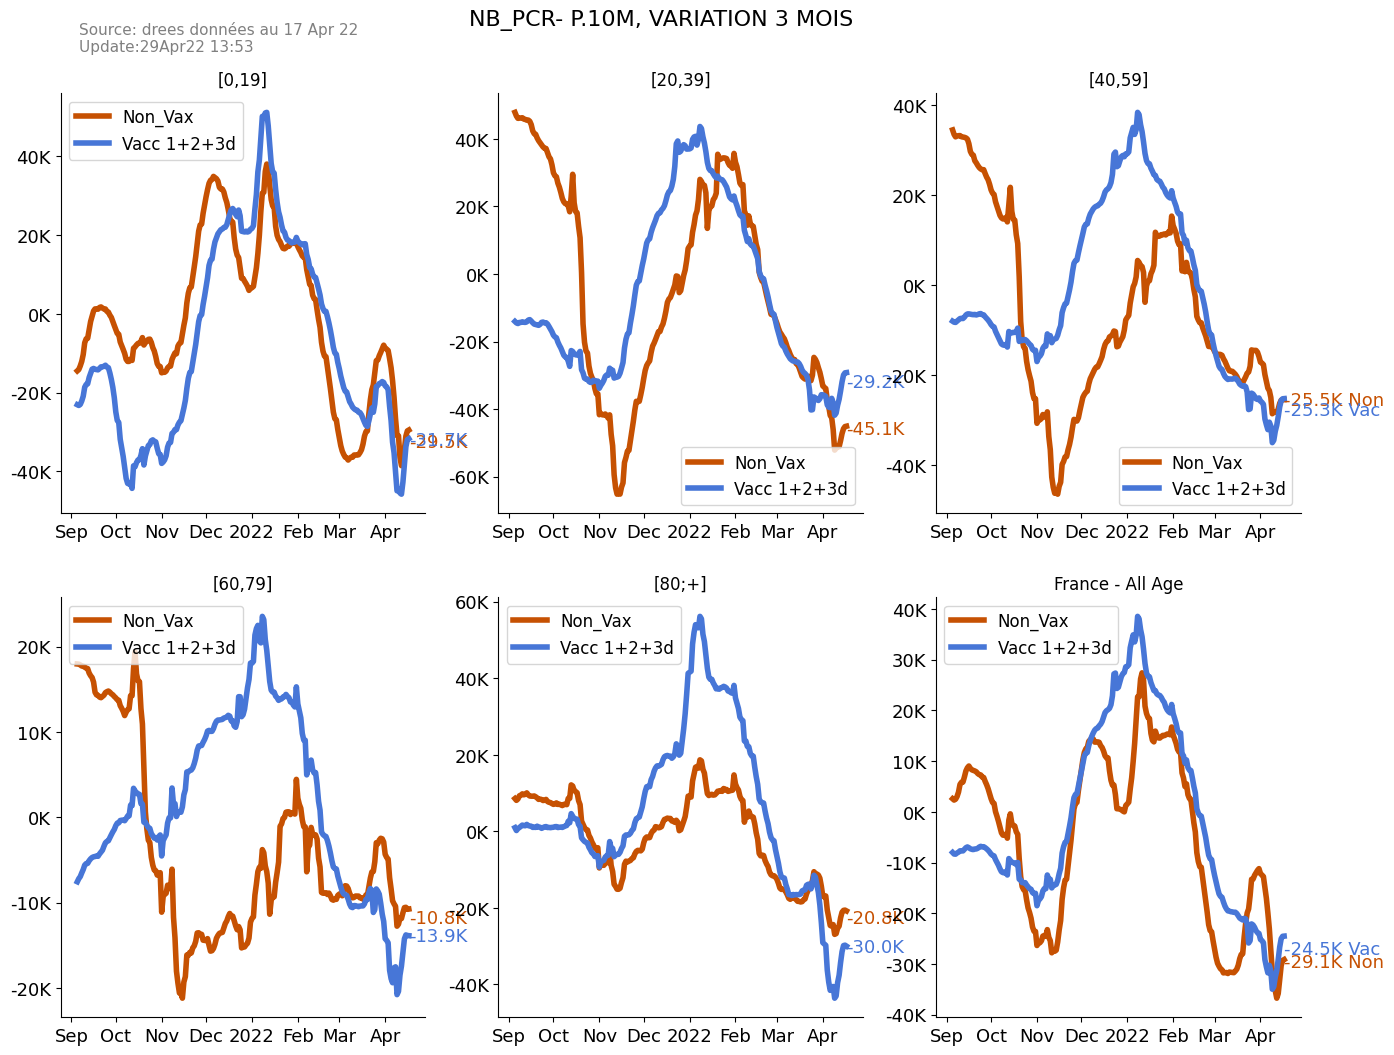 NB_PCR- P.10M, VARIATION 3 MOIS
Source: drees données au 17 Apr 22
Update:29Apr22 13:53
[0,19]
Non_Vax
Vacc 1+2+3d
40K
20K
0K
-20K
-40K
-31.7K
-29.5K
Sep Oct Nov Dec 2022 Feb Mar Apr
[20,39]
40K
20K
0K
-20K
-40K
-60K
-29.2K
-45.1K
Non_Vax
Vacc 1+2+3d
Sep Oct Nov Dec 2022 Feb Mar Apr
[40,59]
40K
20K
0K
-20K
-40K
-25.5K Non
-25.3K Vac
Non_Vax
Vacc 1+2+3d
Sep Oct Nov Dec 2022 Feb Mar Apr
[60,79]
Non_Vax
Vacc 1+2+3d
20K
10K
0K
-10K
-20K
-10.8K
-13.9K
Sep Oct Nov Dec 2022 Feb Mar Apr
[80;+]
Non_Vax
Vacc 1+2+3d
60K
40K
20K
0K
-20K
-40K
-20.8K
-30.0K
Sep Oct Nov Dec 2022 Feb Mar Apr
France - All Age
Non_Vax
Vacc 1+2+3d
40K
30K
20K
10K
0K
-10K
-20K
-30K
-40K
-24.5K Vac
-29.1K Non
Sep Oct Nov Dec 2022 Feb Mar Apr